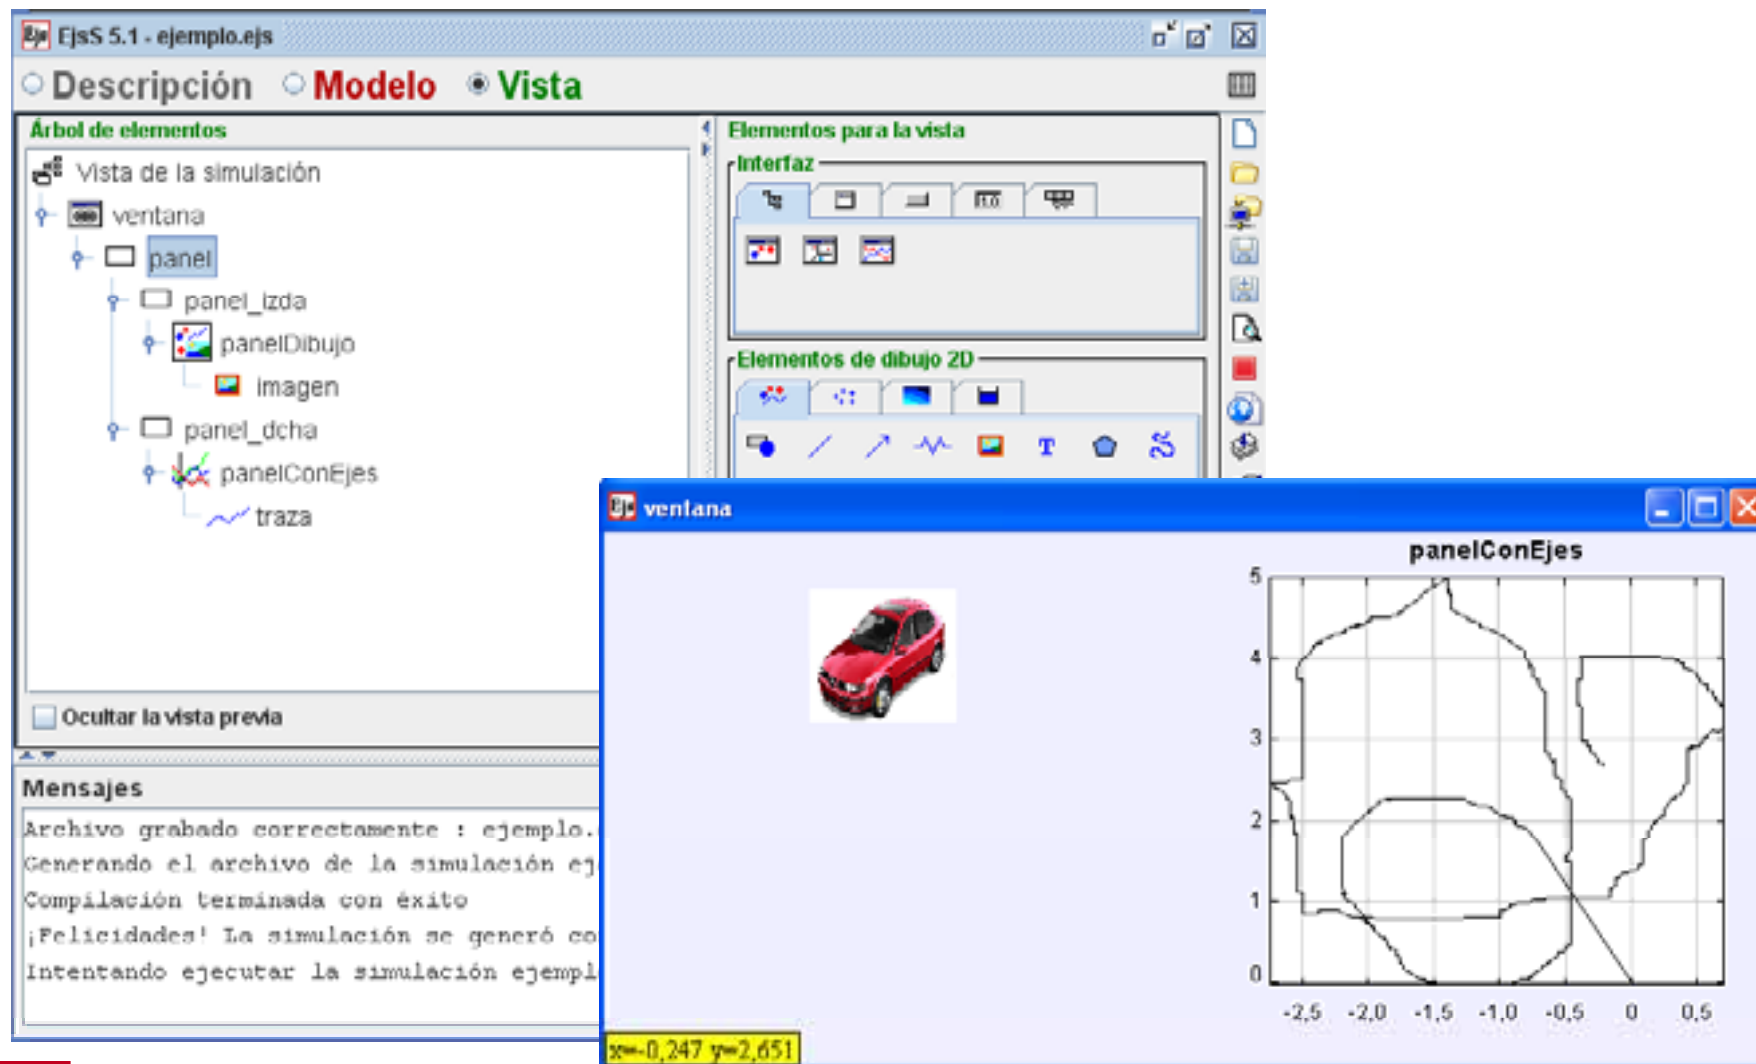 EjsS 5.1 - ejemplo.ejs
Descripción Modelo Vista
Árbol de elementos
Vista de la simulación
ventana
panel
panel_izda
panelDibujo
imagen
panel_dcha
panelConEjes
traza
Ocultar la vista previa
Elementos para la vista
Interfaz
Elementos de dibujo 2D
T
Mensajes
Archivo grabado correctamente : ejemplo.
Generando el archivo de la simulación ej
Compilación terminada con éxito
¡Felicidades! La simulación se generó co
Intentando ejecutar la simulación ejempl
Ejs ventana
panelConEjes
5
4
3
2
1
0
-2,5 -2,0 -1,5 -1,0 -0,5 0 0,5
x=-0,247 y=2,651